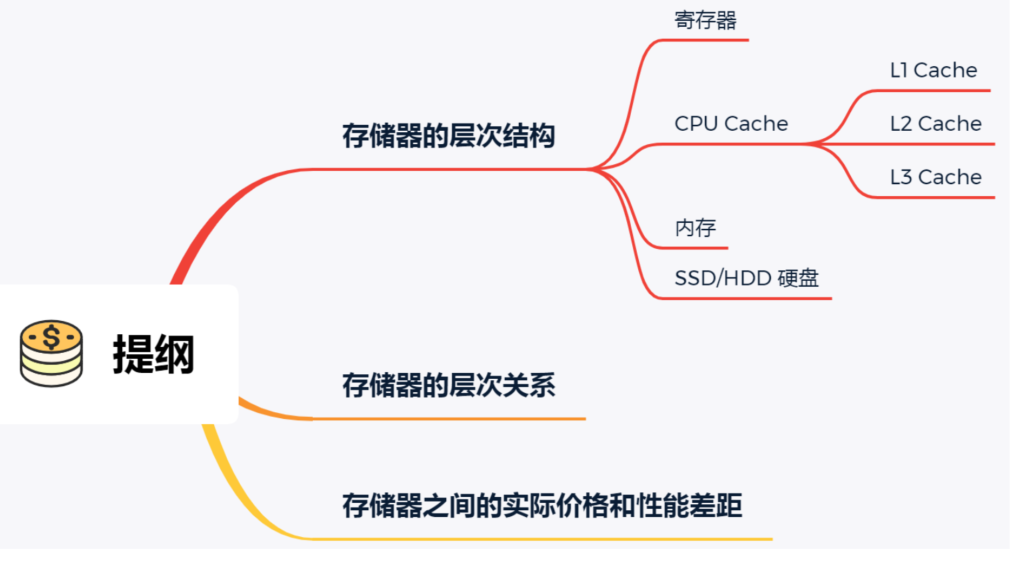 寄存器
L1 Cache
存储器的层次结构
CPU Cache
L2 Cache
L3 Cache
内存
SSD/HDD 硬盘
$
提纲
存储器的层次关系
存储器之间的实际价格和性能差距